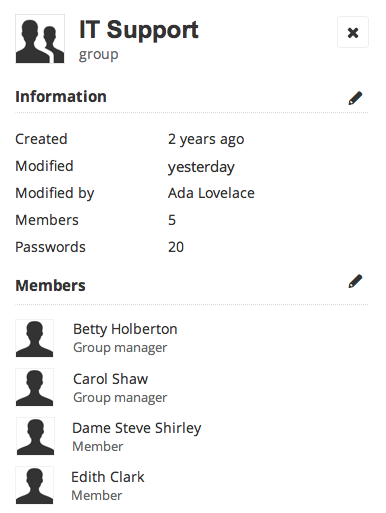 IT Support
group
Information
Created 2 years ago
Modified yesterday
Modified by Ada Lovelace
Members 5
Passwords 20
Members
Betty Holberton
Group manager
Carol Shaw
Group manager
Dame Steve Shirley
Member
Edith Clark
Member